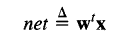 net ≜ wᵗx